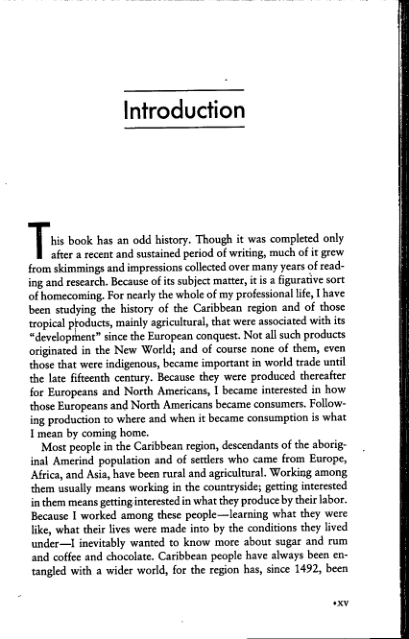 Introduction
This book has an odd history. Though it was completed only
after a recent and sustained period of writing, much of it grew
from skimmings and impressions collected over many years of read-
ing and research. Because of its subject matter, it is a figurative sort
of homecoming. For nearly the whole of my professional life, I have
been studying the history of the Caribbean region and of those
tropical products, mainly agricultural, that were associated with its
"development" since the European conquest. Not all such products
originated in the New World; and of course none of them, even
those that were indigenous, became important in world trade until
the late fifteenth century. Because they were produced thereafter
for Europeans and North Americans, I became interested in how
those Europeans and North Americans became consumers. Follow-
ing production to where and when it became consumption is what
I mean by coming home.
Most people in the Caribbean region, descendants of the aborig-
inal Amerind population and of settlers who came from Europe,
Africa, and Asia, have been rural and agricultural. Working among
them usually means working in the countryside; getting interested
in them means getting interested in what they produce by their labor.
Because I worked among these people—learning what they were
like, what their lives were made into by the conditions they lived
under—I inevitably wanted to know more about sugar and rum
and coffee and chocolate. Caribbean people have always been en-
tangled with a wider world, for the region has, since 1492, been
•xv